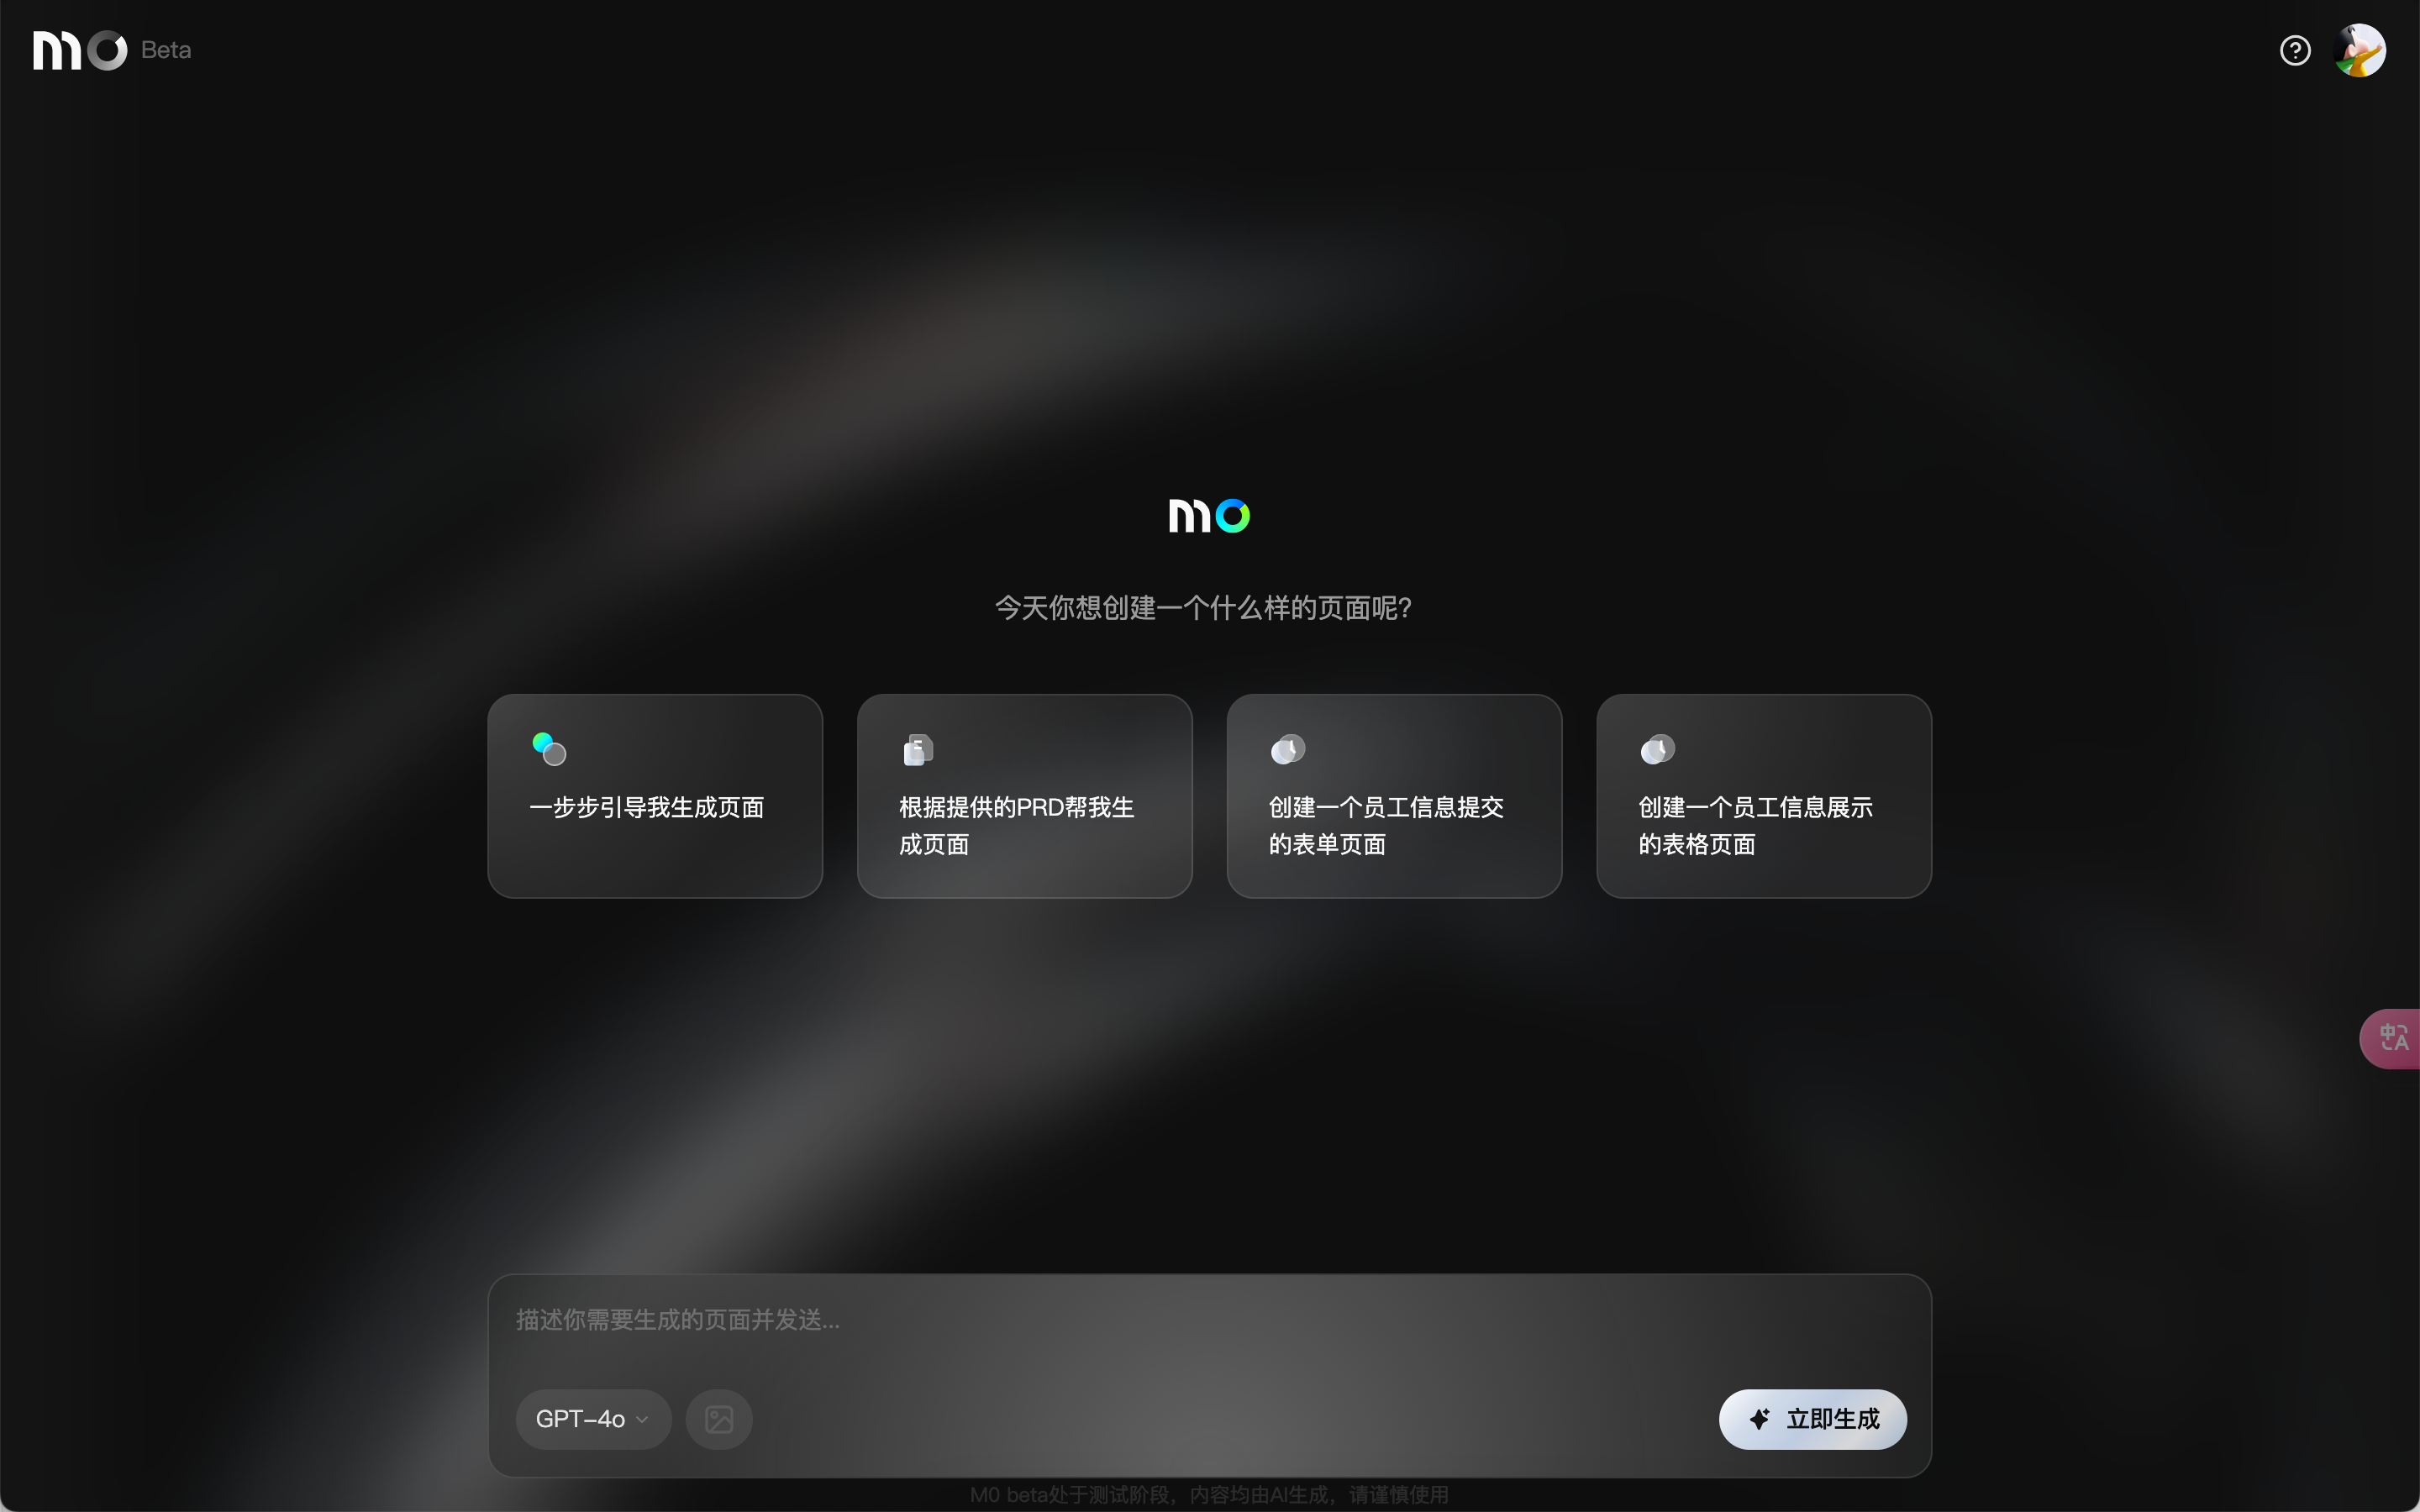 mo Beta
mo
今天你想创建一个什么样的页面呢?
一步步引导我生成页面
根据提供的PRD帮我生
成页面
创建一个员工信息提交
的表单页面
创建一个员工信息展示
的表格页面
中A
描述你需要生成的页面并发送...
GPT-4o
立即生成
M0 beta处于测试阶段，内容均由AI生成，请谨慎使用